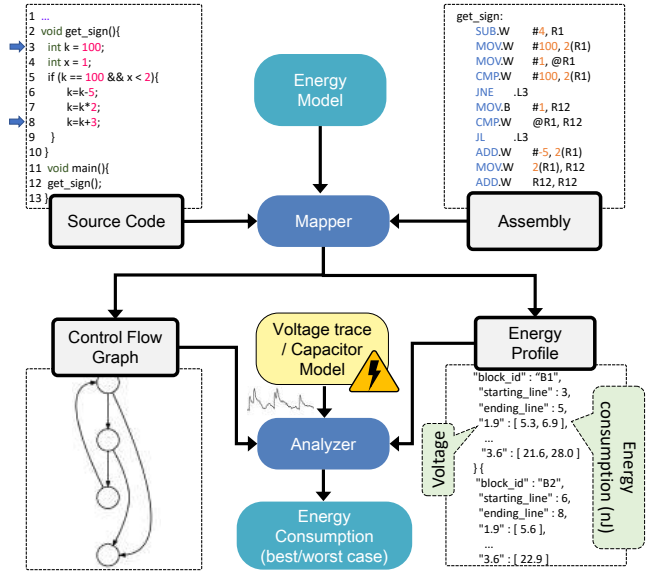 1 ...
2 void get_sign(){
3 int k = 100;
4 int x = 1;
5 if (k == 100 && x < 2){
6 k=k-5;
7 k=k*2;
8 k=k+3;
9 }
10 }
11 void main(){
12 get_sign();
13 }
Source Code
Energy
Model
Mapper
get_sign:
SUB.W #4, R1
MOV.W #100, 2(R1)
MOV.W #1, @R1
CMP.W #100, 2(R1)
JNE .L3
MOV.B #1, R12
CMP.W @R1, R12
JL .L3
ADD.W #-5, 2(R1)
MOV.W 2(R1), R12
ADD.W R12, R12
Assembly
Control Flow
Graph
Voltage trace
/ Capacitor
Model
Analyzer
Energy
Consumption
(best/worst case)
Energy
Profile
"block_id" : "B1",
"starting_line" : 3,
"ending_line" : 5,
"1.9" : [ 5.3, 6.9 ],
...
"3.6" : [ 21.6, 28.0 ]
} {
"block_id" : "B2",
"starting_line" : 6,
"ending_line" : 8,
"1.9" : [ 5.6 ],
...
"3.6" : [ 22.9 ]
Voltage
Energy
consumption (nJ)